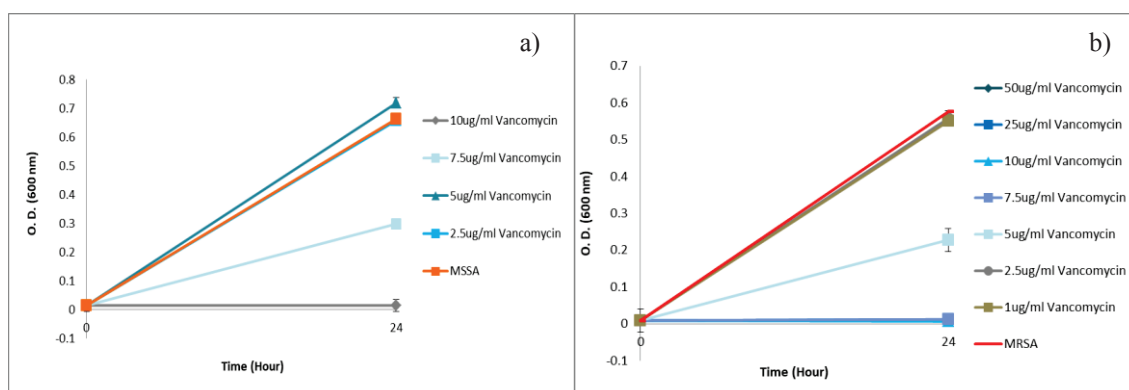 a)
O. D. (600 nm)
0.8
0.7
0.6
0.5
0.4
0.3
0.2
0.1
0
-0.1
0
24
Time (Hour)
10ug/ml Vancomycin
7.5ug/ml Vancomycin
5ug/ml Vancomycin
2.5ug/ml Vancomycin
MSSA
b)
O. D. (600 nm)
0.7
0.6
0.5
0.4
0.3
0.2
0.1
0
-0.1
0
24
Time (Hour)
50ug/ml Vancomycin
25ug/ml Vancomycin
10ug/ml Vancomycin
7.5ug/ml Vancomycin
5ug/ml Vancomycin
2.5ug/ml Vancomycin
1ug/ml Vancomycin
MRSA